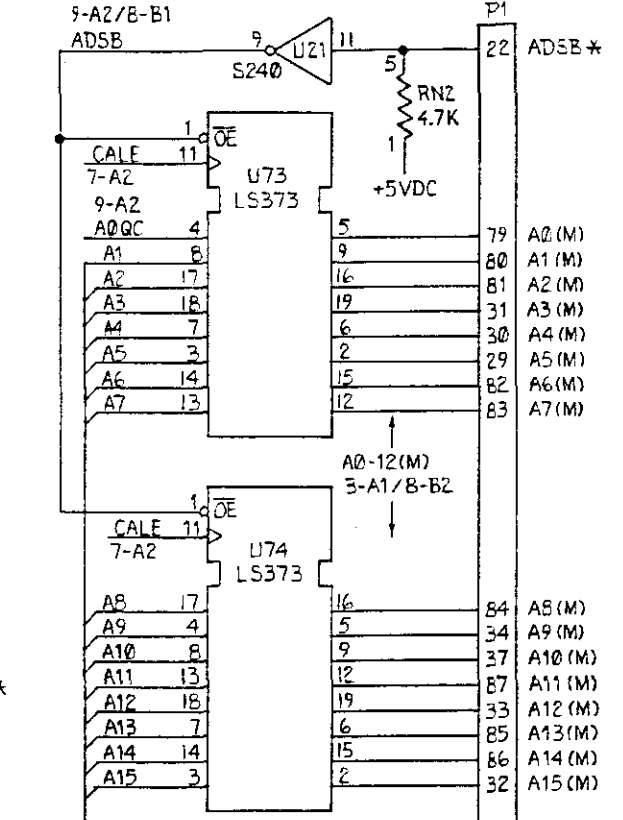 9-A2/8-B1
P1
ADSB 9 U21 11 22 ADSB*
S240
5
RN2
4.7K
1
+5VDC
1 OE
CALE 11
7-A2
U73
LS373
9-A2
A0QC 4 5 79 A0(M)
A1 8 9 80 A1(M)
A2 17 16 81 A2(M)
A3 18 19 31 A3(M)
A4 7 6 30 A4(M)
A5 3 2 29 A5(M)
A6 14 15 82 A6(M)
A7 13 12 83 A7(M)
A0-12(M)
3-A1/8-B2
1 OE
CALE 11
7-A2
U74
LS373
A8 17 16 84 A8(M)
A9 4 5 34 A9(M)
A10 8 9 37 A10(M)
A11 13 12 87 A11(M)
A12 18 19 33 A12(M)
A13 7 6 85 A13(M)
A14 14 15 86 A14(M)
A15 3 2 32 A15(M)
*